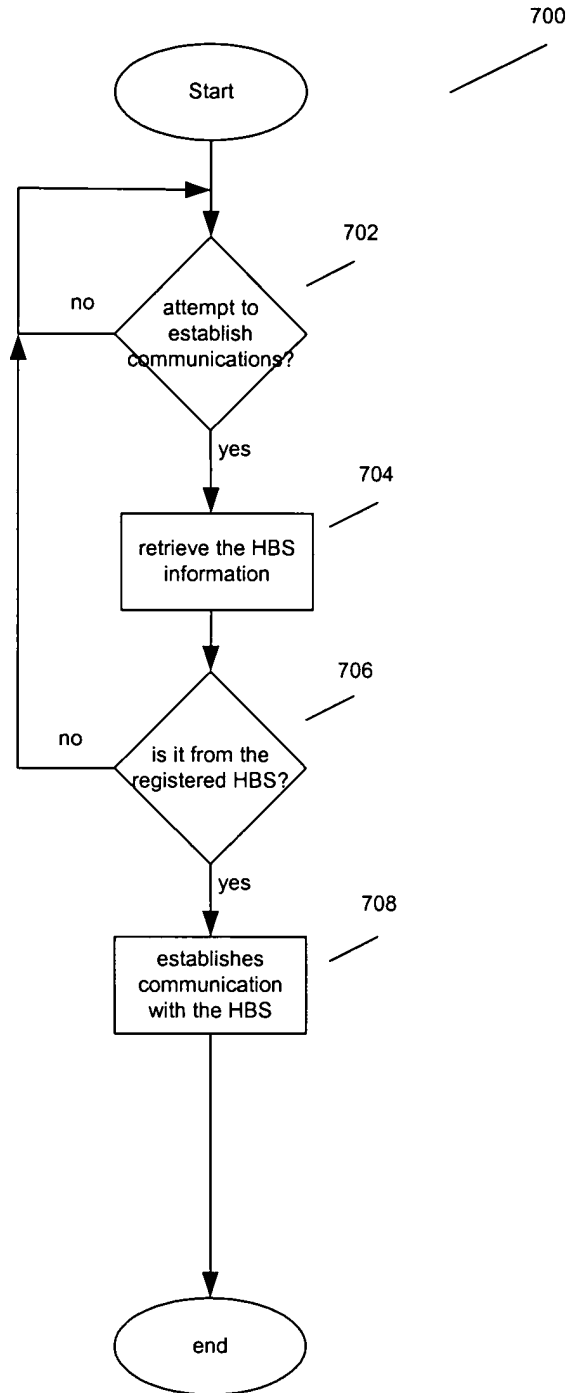 700
Start
702
no
attempt to
establish
communications?
yes
704
retrieve the HBS
information
706
no
is it from the
registered HBS?
yes
708
establishes
communication
with the HBS
end